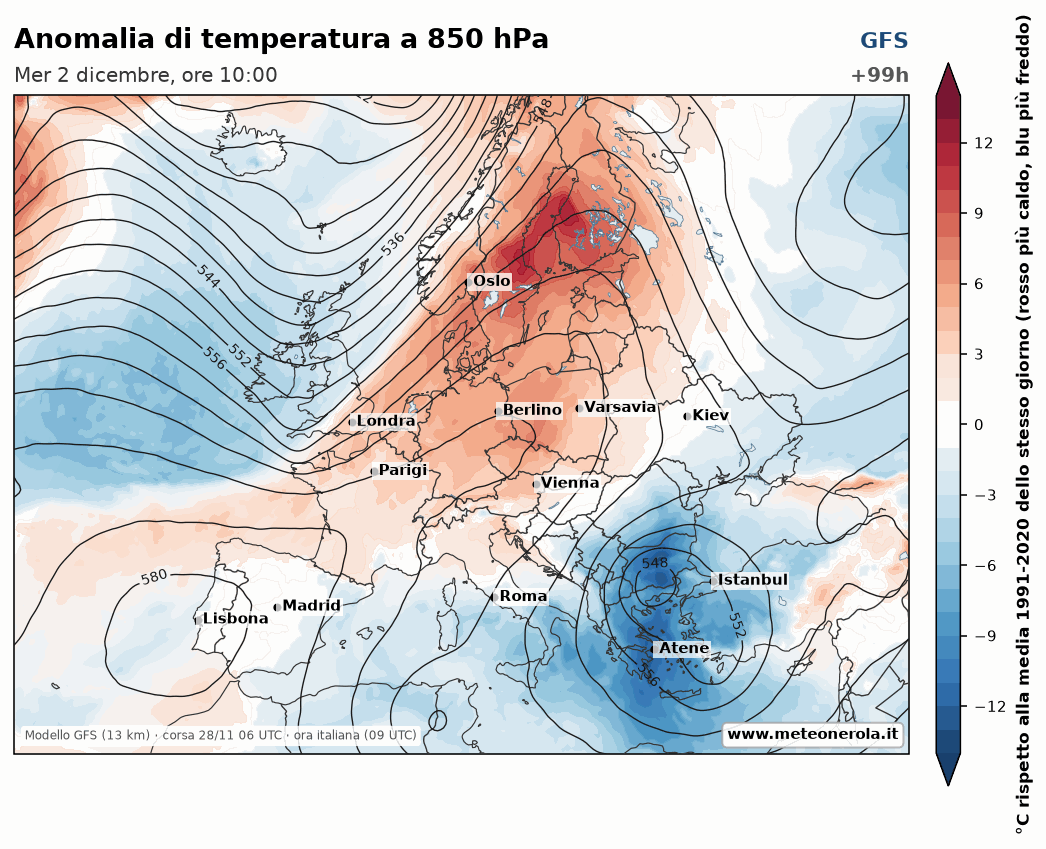 Anomalia di temperatura a 850 hPa
GFS
Mer 2 dicembre, ore 10:00
+99h
548
536
544
552
556
Oslo
Londra
Berlino
Varsavia
Kiev
Parigi
Vienna
548
580
Istanbul
Madrid
Roma
Lisbona
552
Atene
556
Modello GFS (13 km) · corsa 28/11 06 UTC · ora italiana (09 UTC)
www.meteonerola.it
12
9
6
3
0
−3
−6
−9
−12
°C rispetto alla media 1991-2020 dello stesso giorno (rosso più caldo, blu più freddo)